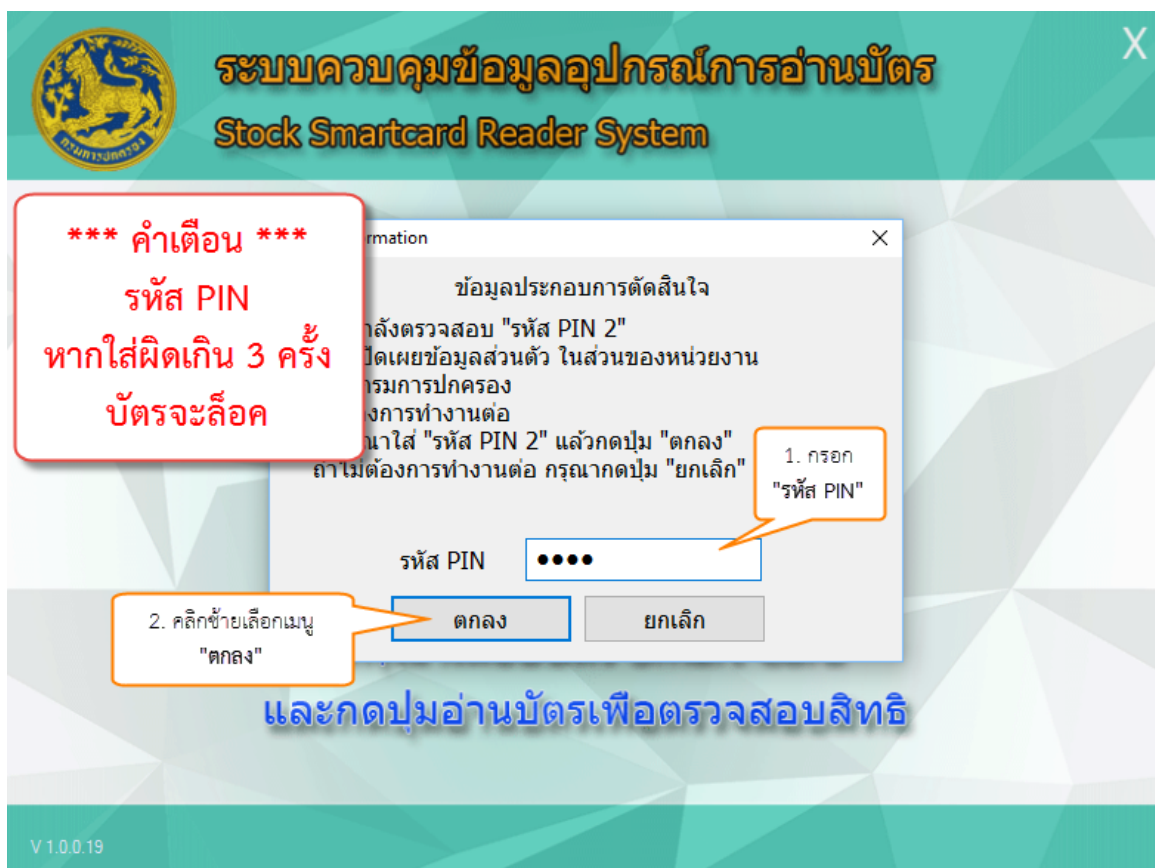 ระบบควบคุมข้อมูลอุปกรณ์การอ่านบัตร
Stock Smartcard Reader System
X
กรมการปกครอง
*** คำเตือน ***
รหัส PIN
หากใส่ผิดเกิน 3 ครั้ง
บัตรจะล็อค
rmation
ข้อมูลประกอบการตัดสินใจ
ลังตรวจสอบ "รหัส PIN 2"
ปิดเผยข้อมูลส่วนตัว ในส่วนของหน่วยงาน
กรมการปกครอง
งการทำงานต่อ
ณาใส่ "รหัส PIN 2" แล้วกดปุ่ม "ตกลง"
ถ้าไม่ต้องการทำงานต่อ กรุณากดปุ่ม "ยกเลิก"
1. กรอก
"รหัส PIN"
รหัส PIN
ตกลง
ยกเลิก
2. คลิกซ้ายเลือกเมนู
"ตกลง"
และกดปุ่มอ่านบัตรเพื่อตรวจสอบสิทธิ
V 1.0.0.19